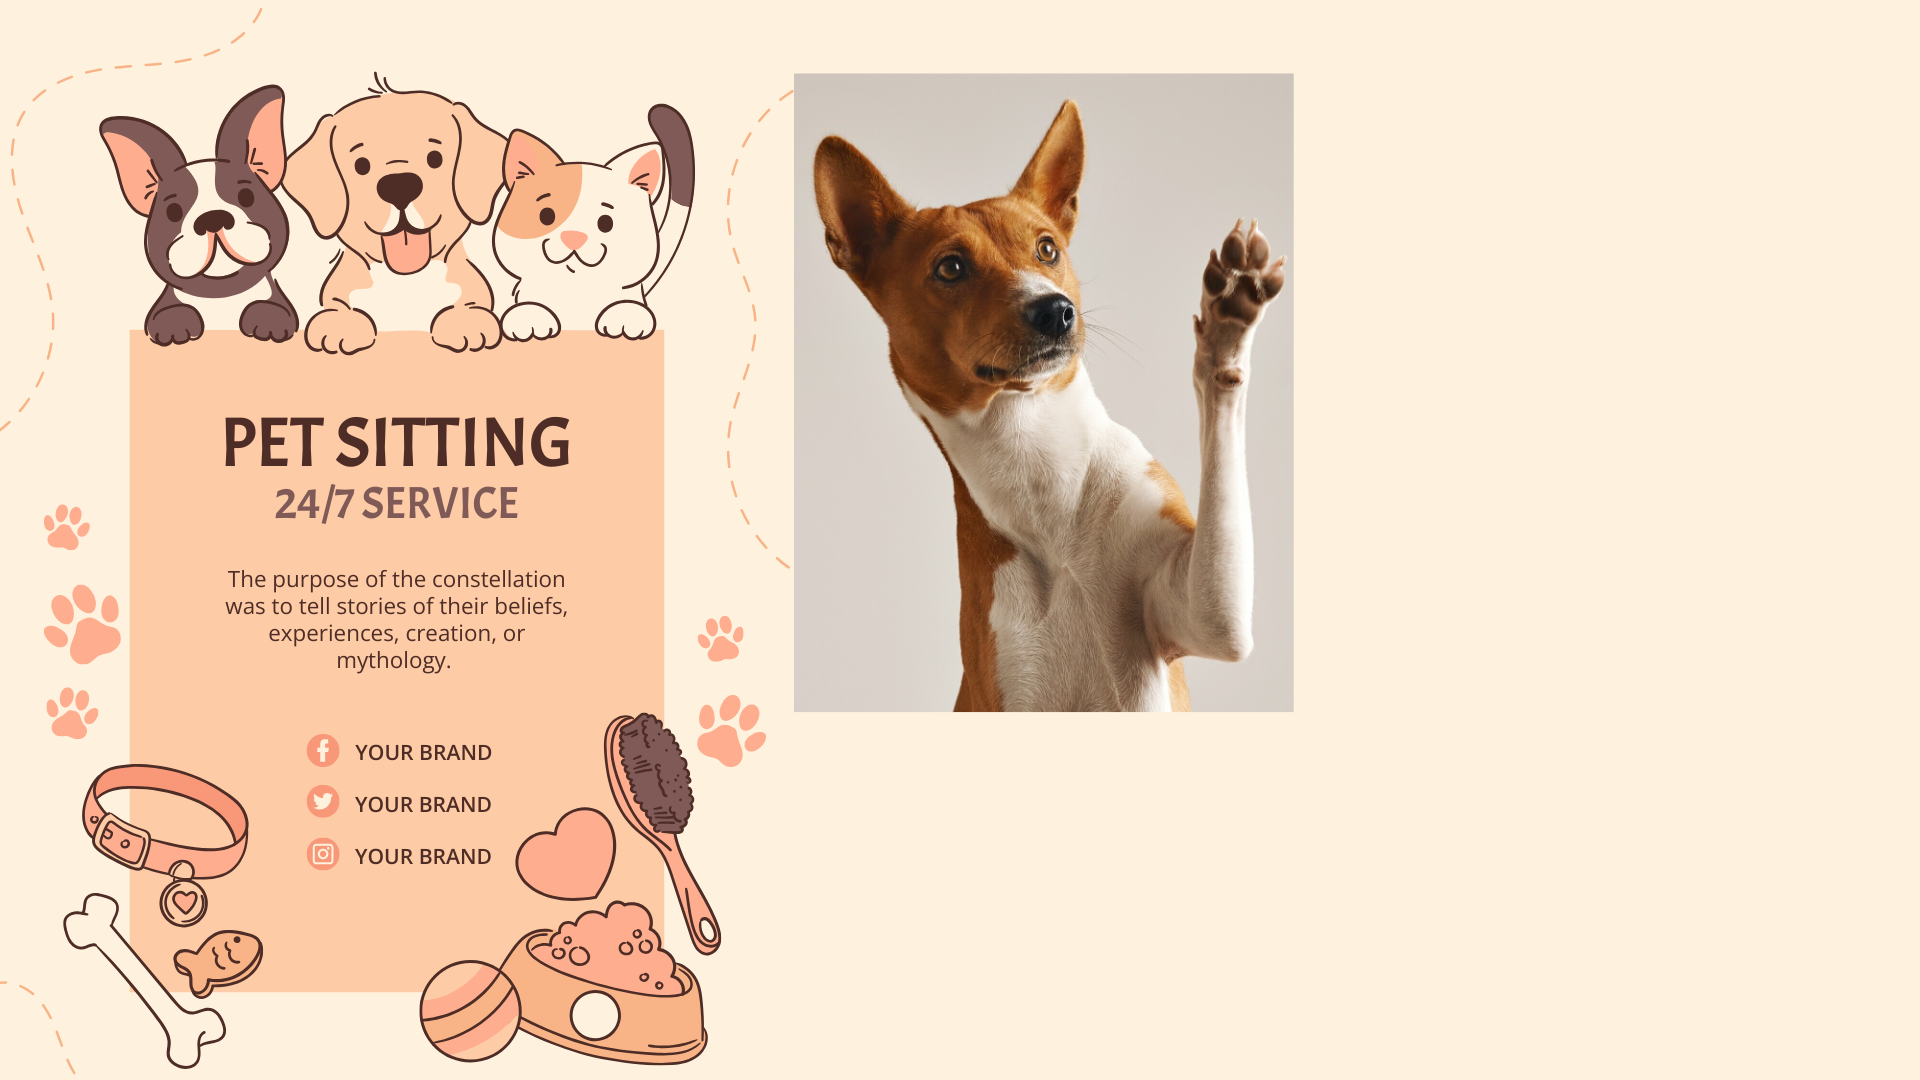 PET SITTING
24/7 SERVICE
The purpose of the constellation
was to tell stories of their beliefs,
experiences, creation, or
mythology.
YOUR BRAND
YOUR BRAND
YOUR BRAND